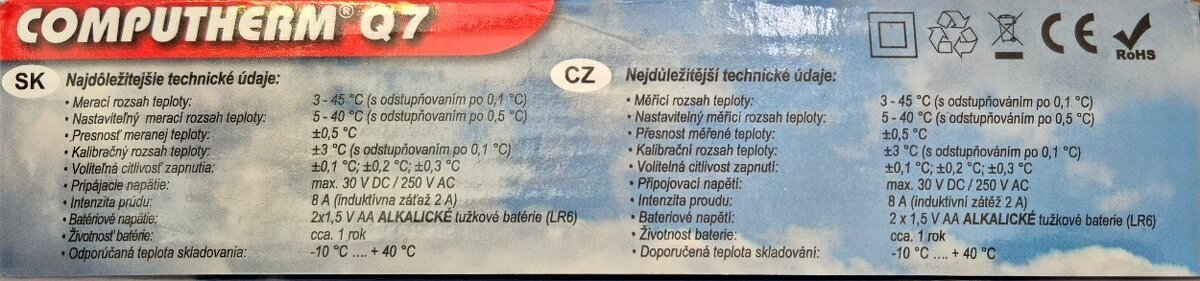 COMPUTHERM® Q7
RoHS
SK Najdôležitejšie technické údaje:
• Merací rozsah teploty: 3 - 45 °C (s odstupňovaním po 0,1 °C)
• Nastaviteľný merací rozsah teploty: 5 - 40 °C (s odstupňovaním po 0,5 °C)
• Presnosť meranej teploty: ±0,5 °C
• Kalibračný rozsah teploty: ±3 °C (s odstupňovaním po 0,1 °C)
• Voliteľná citlivosť zapnutia: ±0,1 °C; ±0,2 °C; ±0,3 °C
• Pripájacie napätie: max. 30 V DC / 250 V AC
• Intenzita prúdu: 8 A (induktívna záťaž 2 A)
• Batériové napätie: 2x1,5 V AA ALKALICKÉ tužkové batérie (LR6)
• Životnosť batérie: cca. 1 rok
• Odporúčaná teplota skladovania: -10 °C .... + 40 °C
CZ Nejdůležitější technické údaje:
• Měřící rozsah teploty: 3 - 45 °C (s odstupňováním po 0,1 °C)
• Nastavitelný měřící rozsah teploty: 5 - 40 °C (s odstupňováním po 0,5 °C)
• Přesnost měřené teploty: ±0,5 °C
• Kalibrační rozsah teploty: ±3 °C (s odstupňováním po 0,1 °C)
• Volitelná citlivost zapnutí: ±0,1 °C; ±0,2 °C; ±0,3 °C
• Připojovací napětí: max. 30 V DC / 250 V AC
• Intenzita proudu: 8 A (induktivní zátěž 2 A)
• Bateriové napětí: 2 x 1,5 V AA ALKALICKÉ tužkové baterie (LR6)
• Životnost baterie: cca. 1 rok
• Doporučená teplota skladování: -10 °C .... + 40 °C